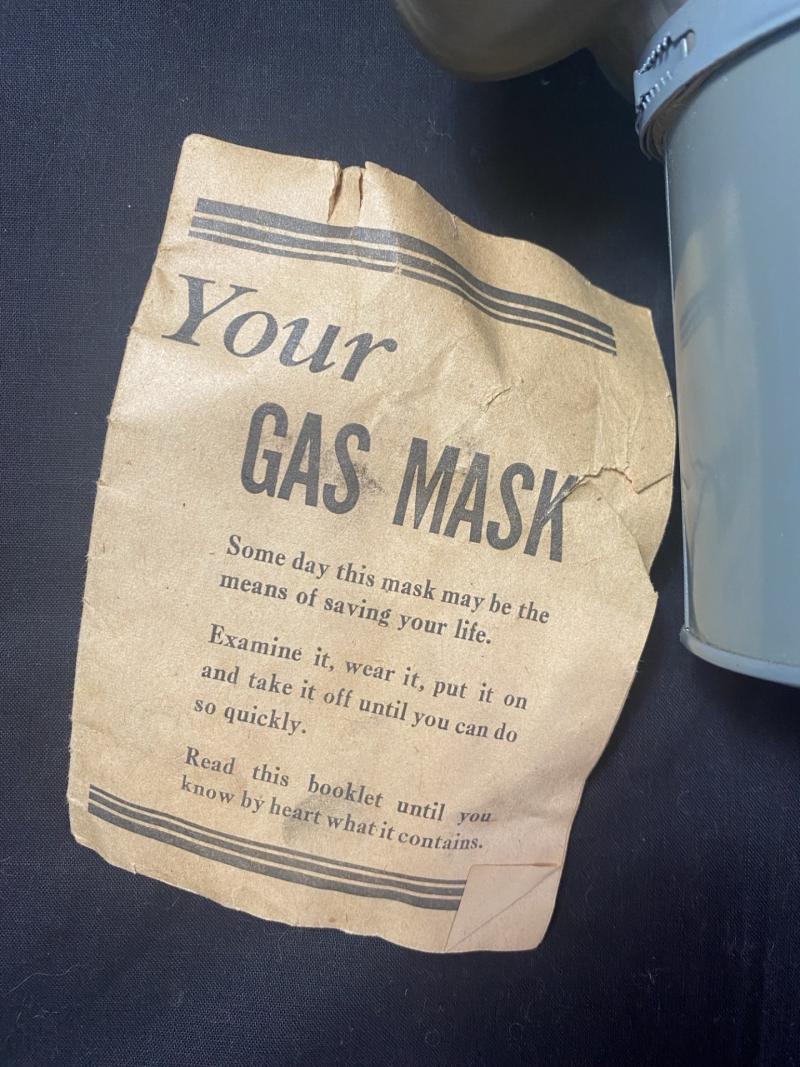 Your
GAS MASK
Some day this mask may be the
means of saving your life.
Examine it, wear it, put it on
and take it off until you can do
so quickly.
Read this booklet until you
know by heart what it contains.